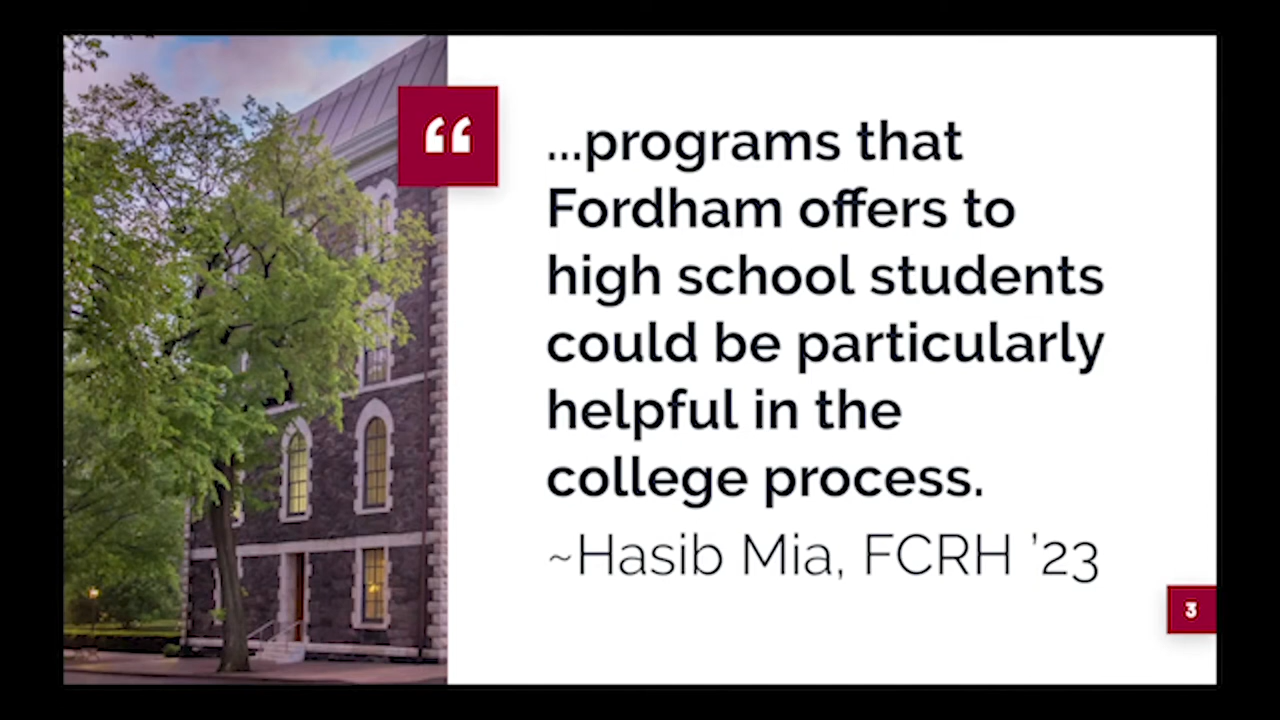 “
...programs that
Fordham offers to
high school students
could be particularly
helpful in the
college process.
~Hasib Mia, FCRH ’23
3